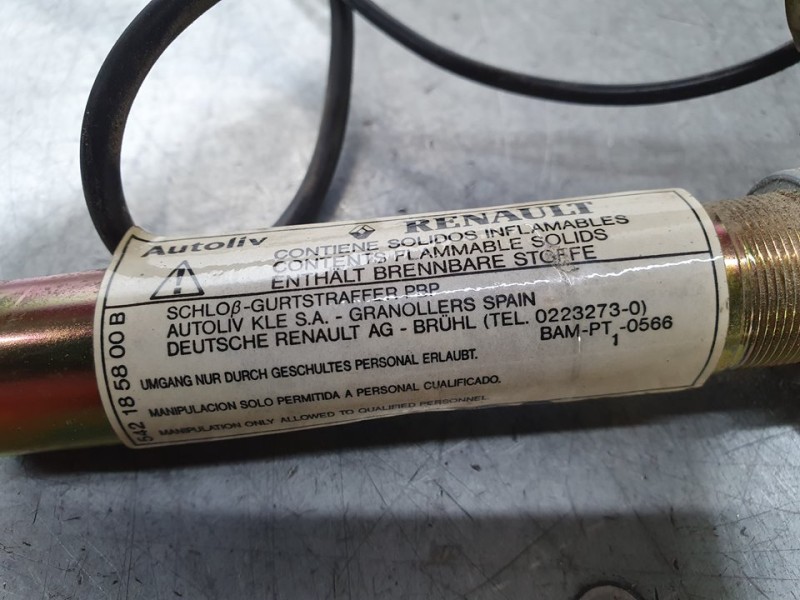 Autoliv
RENAULT
CONTIENE SOLIDOS INFLAMABLES
CONTENTS FLAMMABLE SOLIDS
ENTHÄLT BRENNBARE STOFFE
SCHLOß-GURTSTRAFFER PBP
AUTOLIV KLE S.A. - GRANOLLERS SPAIN
DEUTSCHE RENAULT AG - BRÜHL (TEL. 0223273-0)
BAM-PT₁-0566
UMGANG NUR DURCH GESCHULTES PERSONAL ERLAUBT.
MANIPULACION SOLO PERMITIDA A PERSONAL CUALIFICADO.
MANIPULATION ONLY ALLOWED TO QUALIFIED PERSONNEL
542 18 58 00 B